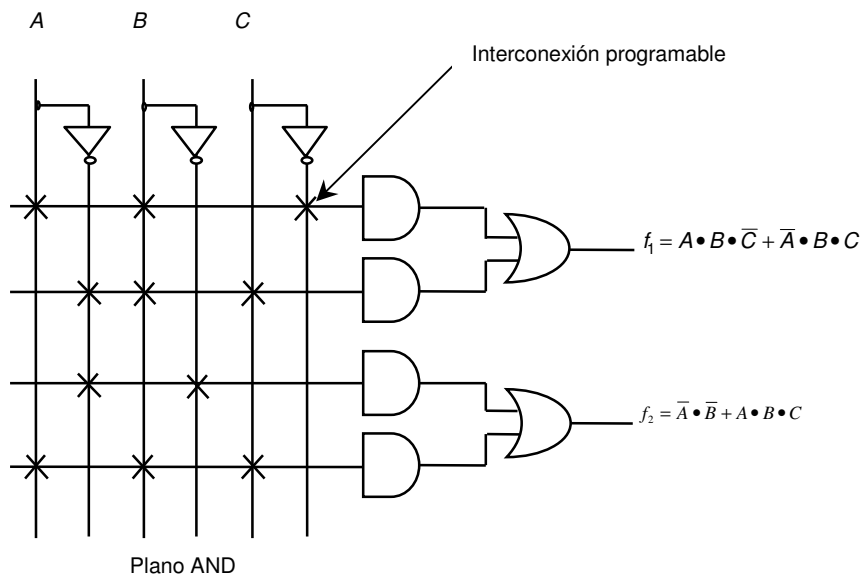 A B C
Interconexión programable
f₁ = A • B • C̅ + A̅ • B • C
f₂ = A̅ • B̅ + A • B • C
Plano AND